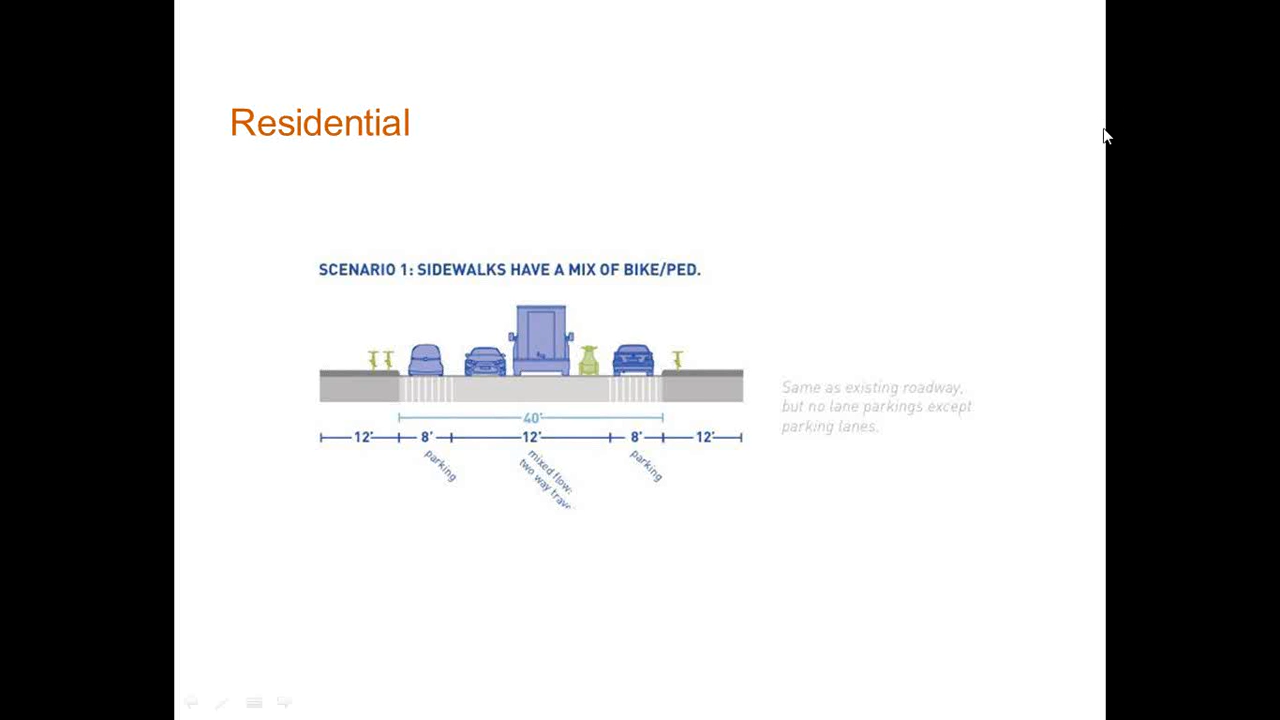 Residential
SCENARIO 1: SIDEWALKS HAVE A MIX OF BIKE/PED.
Same as existing roadway,
but no lane parkings except
parking lanes.
40'
12' 8' 12' 8' 12'
parking
mixed flow:
two way trave
parking